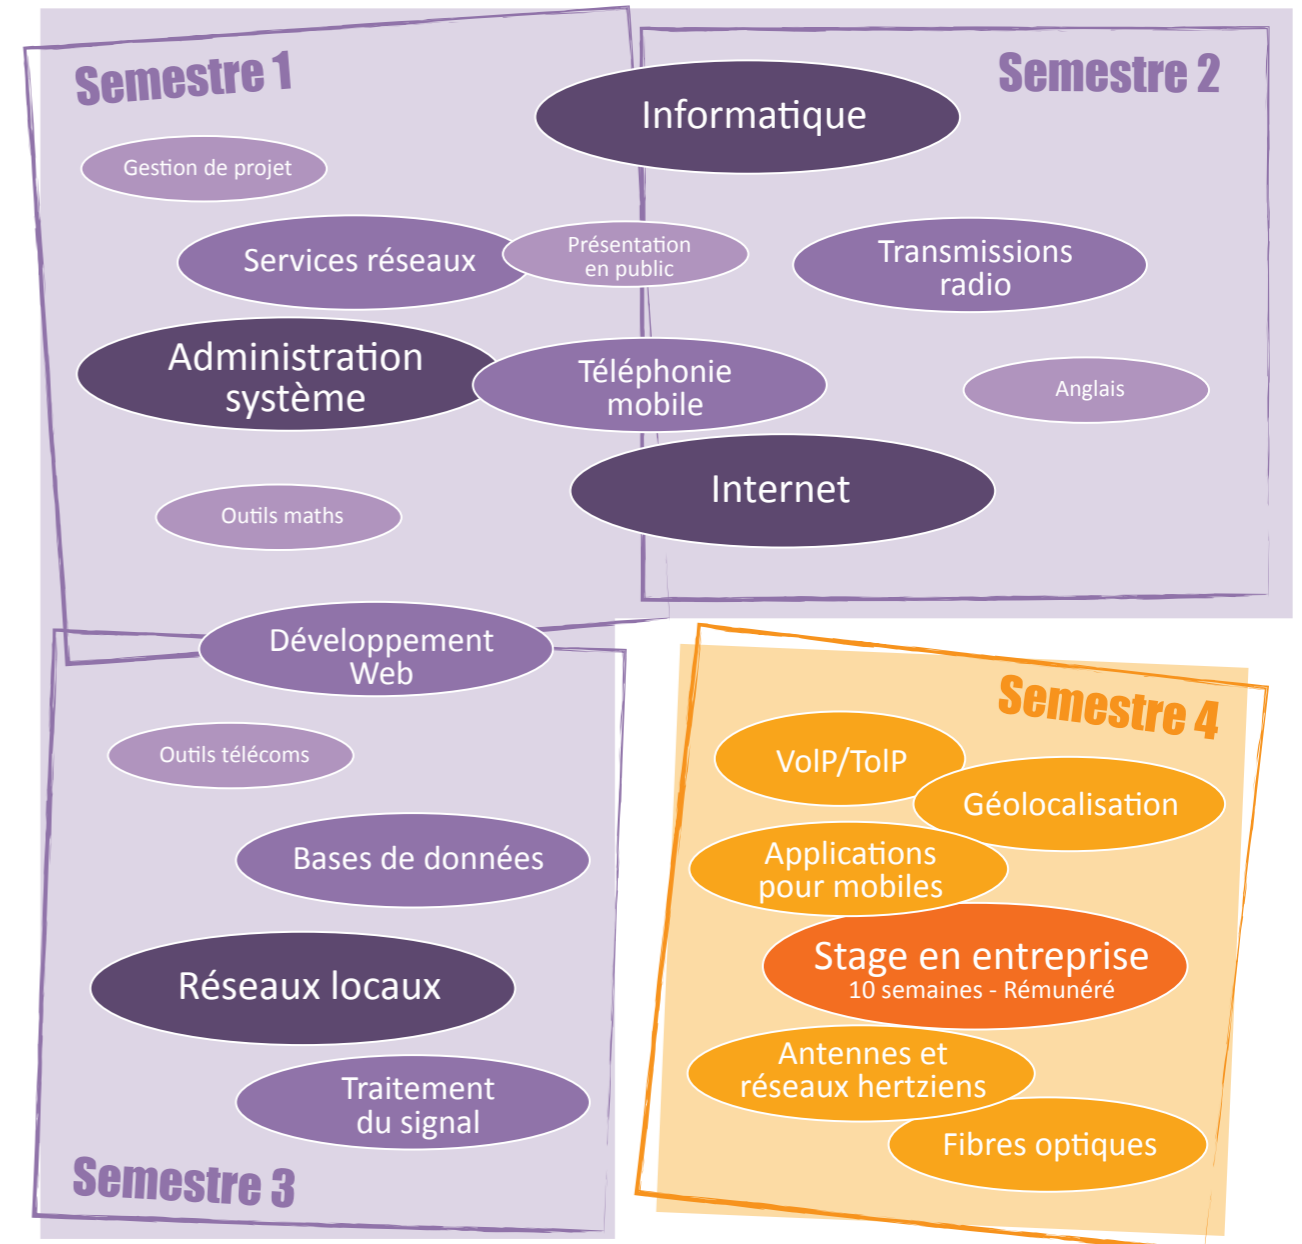 Semestre 1
Semestre 2
Informatique
Gestion de projet
Services réseaux
Présentation
en public
Transmissions
radio
Administration
système
Téléphonie
mobile
Anglais
Internet
Outils maths
Développement
Web
Outils télécoms
Bases de données
Réseaux locaux
Traitement
du signal
Semestre 3
Semestre 4
VoIP/ToIP
Géolocalisation
Applications
pour mobiles
Stage en entreprise
10 semaines - Rémunéré
Antennes et
réseaux hertziens
Fibres optiques